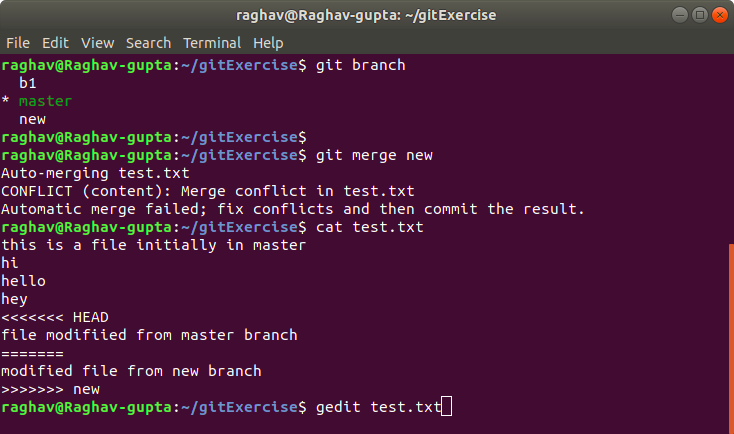 raghav@Raghav-gupta: ~/gitExercise
File Edit View Search Terminal Help
raghav@Raghav-gupta:~/gitExercise$ git branch
  b1
* master
  new
raghav@Raghav-gupta:~/gitExercise$
raghav@Raghav-gupta:~/gitExercise$ git merge new
Auto-merging test.txt
CONFLICT (content): Merge conflict in test.txt
Automatic merge failed; fix conflicts and then commit the result.
raghav@Raghav-gupta:~/gitExercise$ cat test.txt
this is a file initially in master
hi
hello
hey
<<<<<<< HEAD
file modifiied from master branch
=======
modified file from new branch
>>>>>>> new
raghav@Raghav-gupta:~/gitExercise$ gedit test.txt